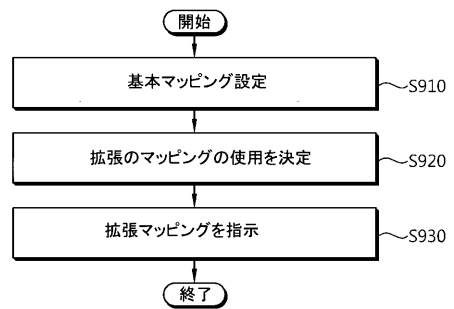 開始
基本マッピング設定
S910
拡張のマッピングの使用を決定
S920
拡張マッピングを指示
S930
終了